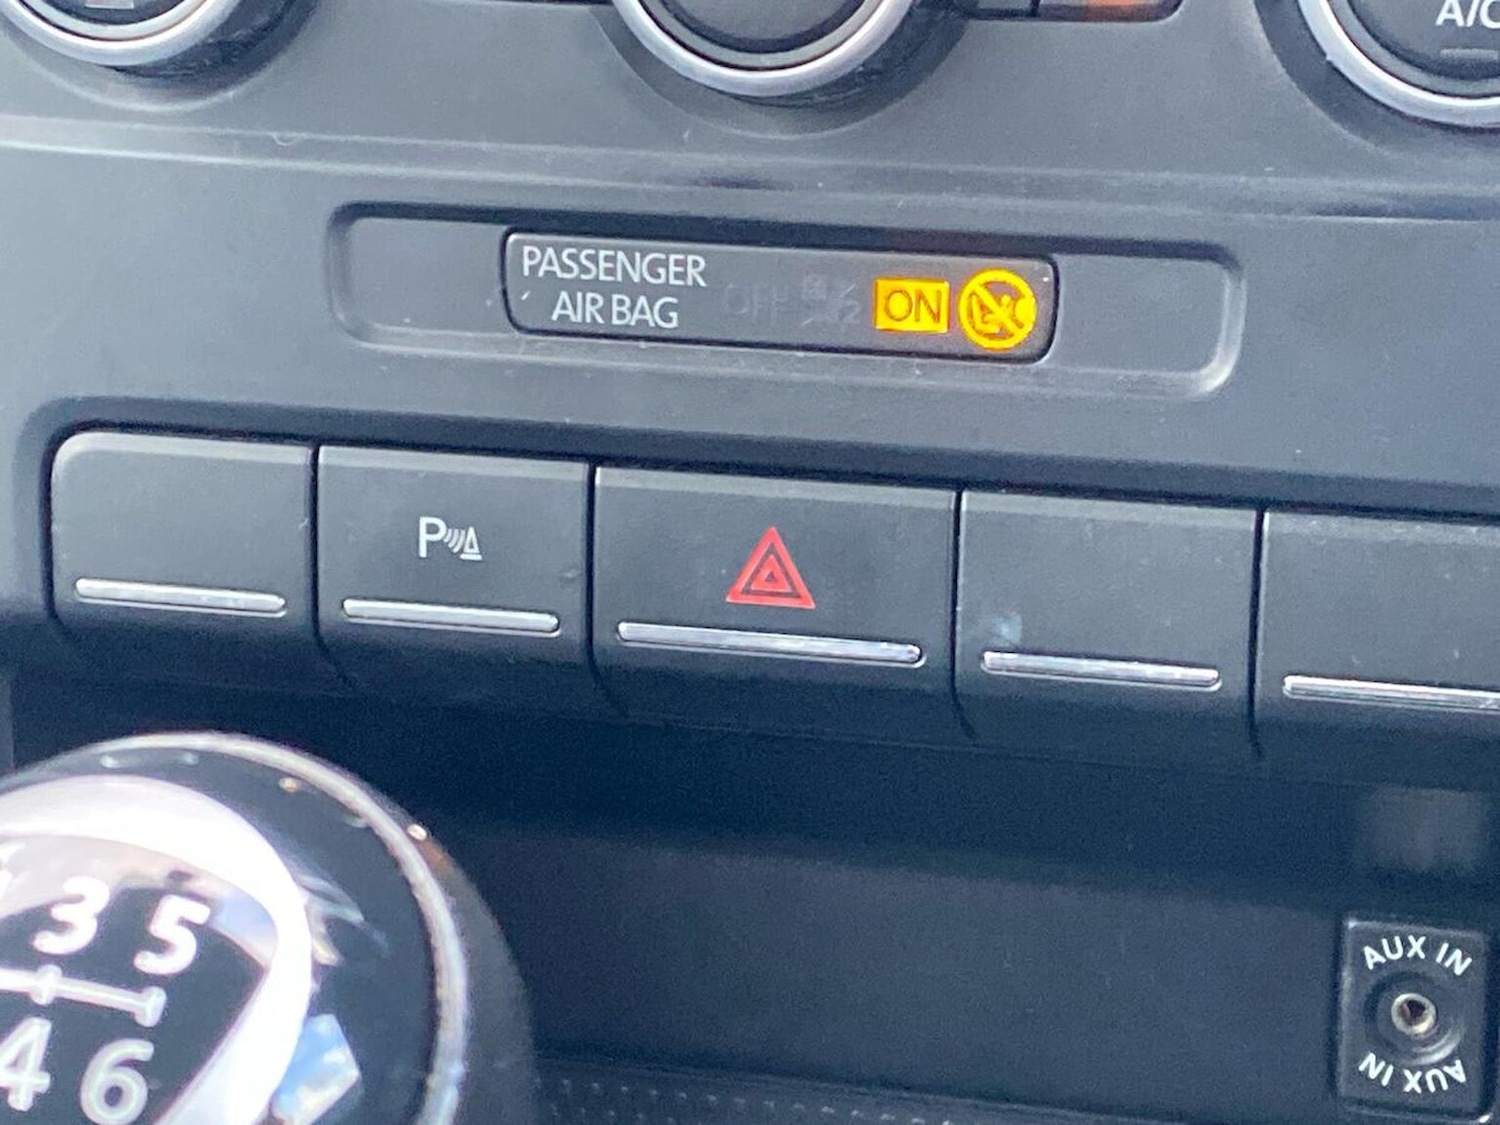 A/C
PASSENGER
AIR BAG
OFF
ON
P
3 5
4 6
AUX IN
AUX IN